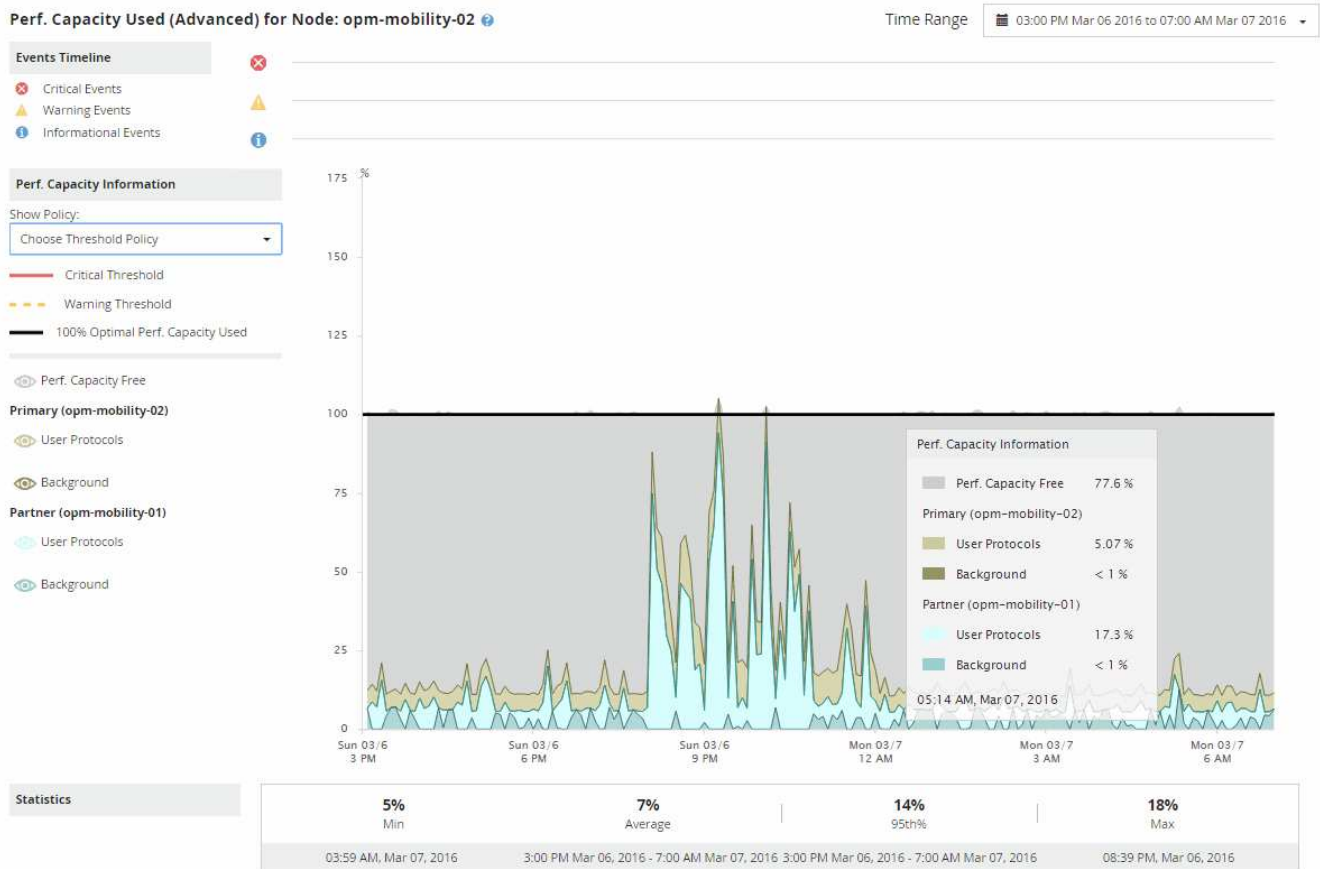 Perf. Capacity Used (Advanced) for Node: opm-mobility-02 ?
Time Range 03:00 PM Mar 06 2016 to 07:00 AM Mar 07 2016
Events Timeline
Critical Events
Warning Events
Informational Events
Perf. Capacity Information
Show Policy:
Choose Threshold Policy
Critical Threshold
Warning Threshold
100% Optimal Perf. Capacity Used
Perf. Capacity Free
Primary (opm-mobility-02)
User Protocols
Background
Partner (opm-mobility-01)
User Protocols
Background
175 %
150
125
100
75
50
25
0
Sun 03/6 Sun 03/6 Sun 03/6 Mon 03/7 Mon 03/7 Mon 03/7
3 PM 6 PM 9 PM 12 AM 3 AM 6 AM
Perf. Capacity Information
Perf. Capacity Free 77.6 %
Primary (opm-mobility-02)
User Protocols 5.07 %
Background < 1 %
Partner (opm-mobility-01)
User Protocols 17.3 %
Background < 1 %
05:14 AM, Mar 07, 2016
Statistics
5% 7% 14% 18%
Min Average 95th% Max
03:59 AM, Mar 07, 2016 3:00 PM Mar 06, 2016 - 7:00 AM Mar 07, 2016 3:00 PM Mar 06, 2016 - 7:00 AM Mar 07, 2016 08:39 PM, Mar 06, 2016